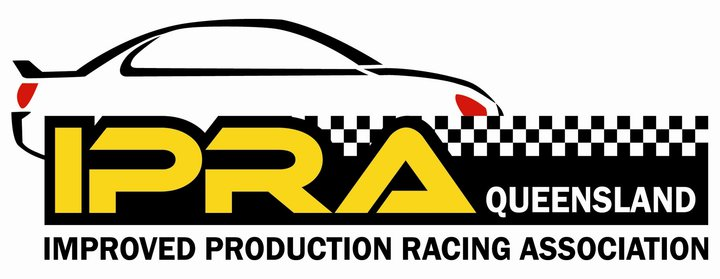 IPRA
QUEENSLAND
IMPROVED PRODUCTION RACING ASSOCIATION